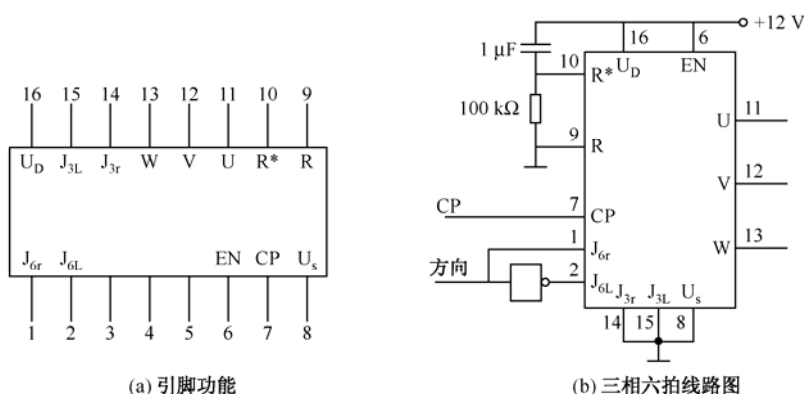 16 15 14 13 12 11 10 9
U_D J_3L J_3r W V U R* R
J_6r J_6L EN CP U_s
1 2 3 4 5 6 7 8
(a) 引脚功能
+12 V
1 μF
16 6
10 R* U_D EN
100 kΩ
U 11
9 R
V 12
CP 7 CP
W 13
1 J_6r
方向 2 J_6L
J_3r J_3L U_s
14 15 8
(b) 三相六拍线路图